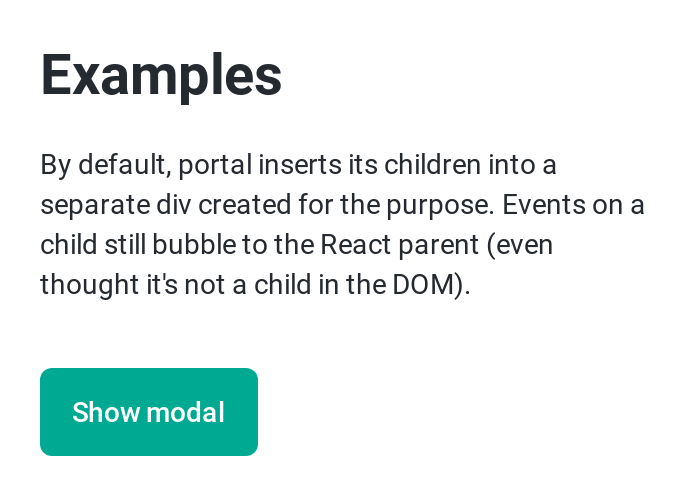 Examples
By default, portal inserts its children into a
separate div created for the purpose. Events on a
child still bubble to the React parent (even
thought it's not a child in the DOM).
Show modal